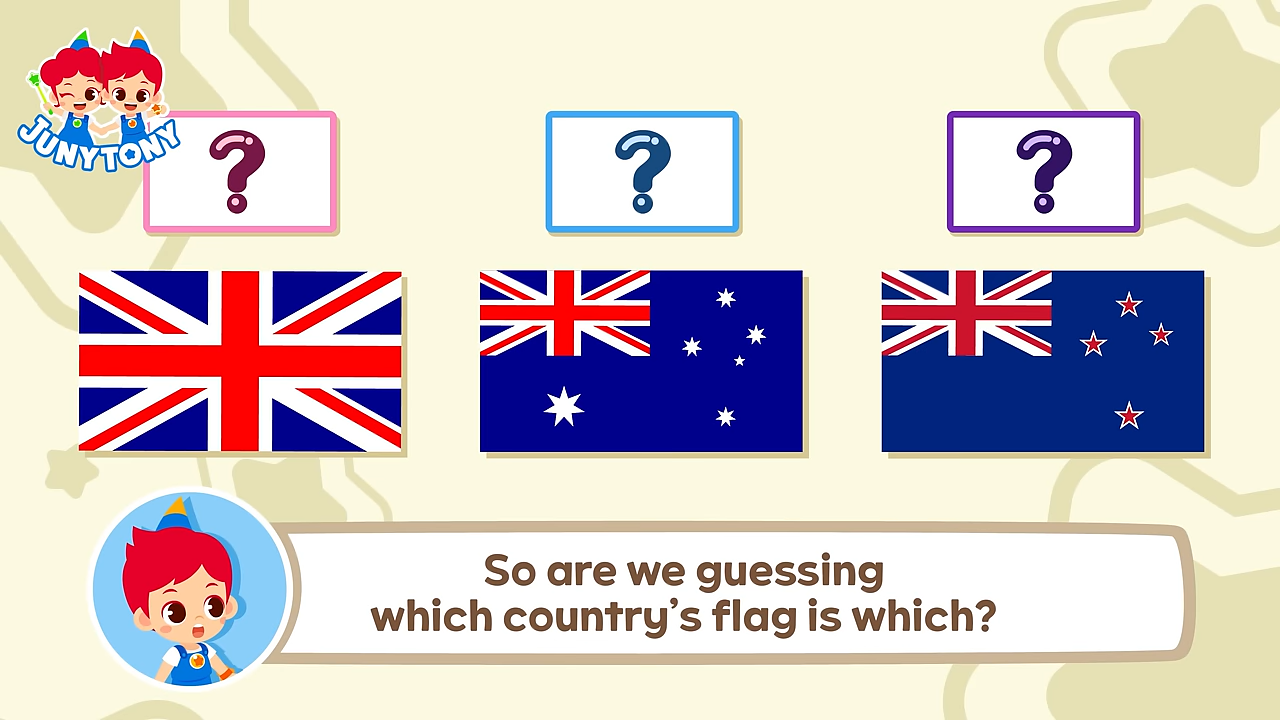 JUNYTONY
?
?
?
So are we guessing
which country's flag is which?